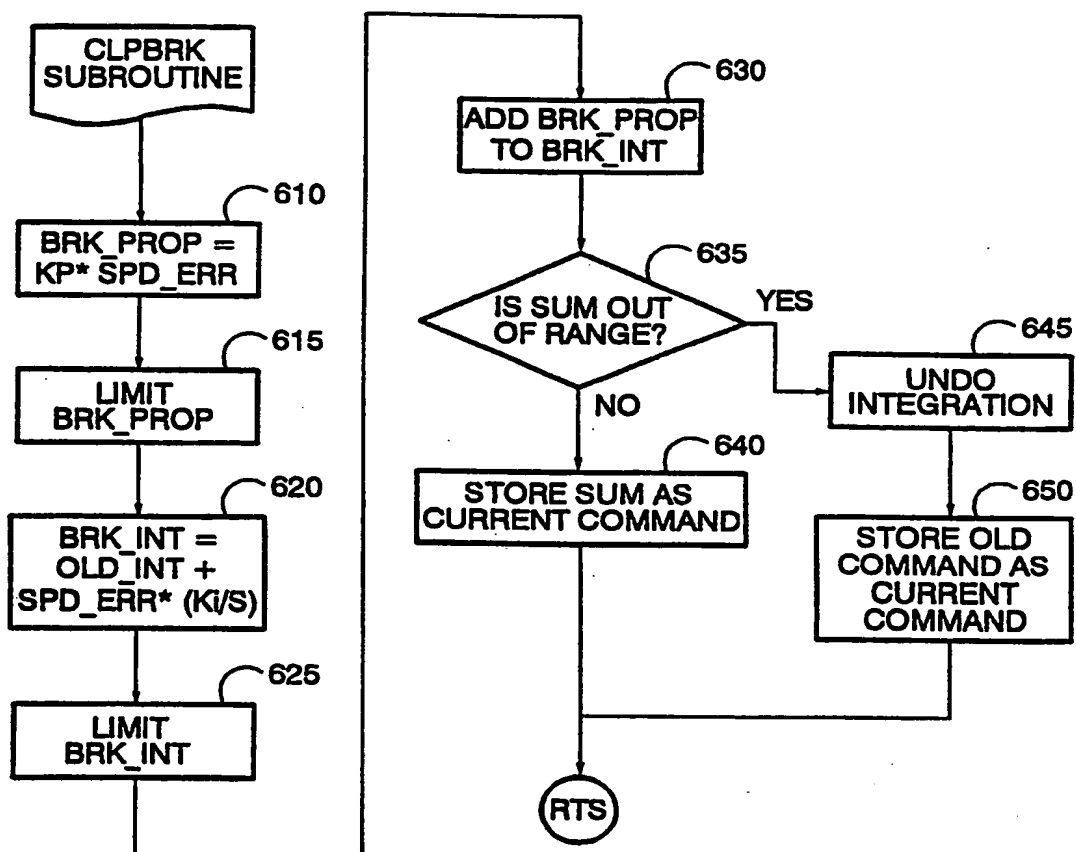 CLPBRK
SUBROUTINE
610
BRK_PROP =
KP* SPD_ERR
615
LIMIT
BRK_PROP
620
BRK_INT =
OLD_INT +
SPD_ERR* (Ki/S)
625
LIMIT
BRK_INT
630
ADD BRK_PROP
TO BRK_INT
635
IS SUM OUT
OF RANGE?
YES
NO
640
STORE SUM AS
CURRENT COMMAND
645
UNDO
INTEGRATION
650
STORE OLD
COMMAND AS
CURRENT
COMMAND
RTS